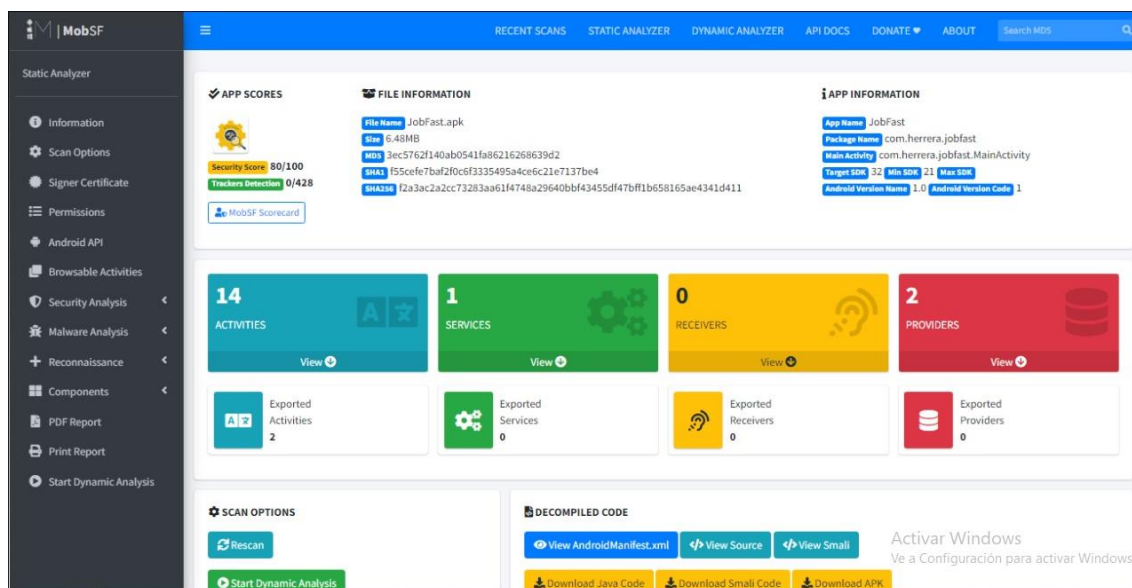 MobSF
RECENT SCANS STATIC ANALYZER DYNAMIC ANALYZER API DOCS DONATE ♥ ABOUT Search MD5
Static Analyzer
Information
Scan Options
Signer Certificate
Permissions
Android API
Browsable Activities
Security Analysis
Malware Analysis
Reconnaissance
Components
PDF Report
Print Report
Start Dynamic Analysis
APP SCORES
Security Score 80/100
Trackers Detection 0/428
MobSF Scorecard
FILE INFORMATION
File Name JobFast.apk
Size 6.48MB
MD5 3ec5762f140ab0541fa86216268639d2
SHA1 f55cefe7baf2f0c6f3335495a4ce6c21e7137be4
SHA256 f2a3ac2a2cc73283aa61f4748a29640bbf43455df47bff1b658165ae4341d411
APP INFORMATION
App Name JobFast
Package Name com.herrera.jobfast
Main Activity com.herrera.jobfast.MainActivity
Target SDK 32 Min SDK 21 Max SDK
Android Version Name 1.0 Android Version Code 1
14
ACTIVITIES
View
1
SERVICES
View
0
RECEIVERS
View
2
PROVIDERS
View
Exported
Activities
2
Exported
Services
0
Exported
Receivers
0
Exported
Providers
0
SCAN OPTIONS
Rescan
Start Dynamic Analysis
DECOMPILED CODE
View AndroidManifest.xml View Source View Smali
Download Java Code Download Smali Code Download APK
Activar Windows
Ve a Configuración para activar Windows